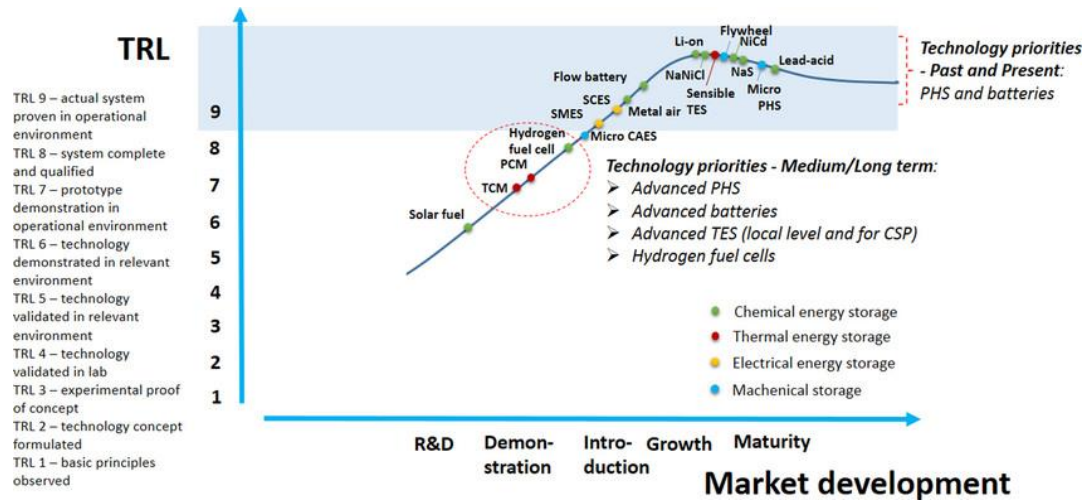 TRL
TRL 9 – actual system
proven in operational
environment
TRL 8 – system complete
and qualified
TRL 7 – prototype
demonstration in
operational environment
TRL 6 – technology
demonstrated in relevant
environment
TRL 5 – technology
validated in relevant
environment
TRL 4 – technology
validated in lab
TRL 3 – experimental proof
of concept
TRL 2 – technology concept
formulated
TRL 1 – basic principles
observed
9
8
7
6
5
4
3
2
1
Solar fuel
TCM
PCM
Hydrogen
fuel cell
Micro CAES
SMES
SCES
Metal air
Flow battery
Li-on
NaNiCl
Sensible
TES
Flywheel
NiCd
NaS
Micro
PHS
Lead-acid
Technology priorities
- Past and Present:
PHS and batteries
Technology priorities - Medium/Long term:
➢ Advanced PHS
➢ Advanced batteries
➢ Advanced TES (local level and for CSP)
➢ Hydrogen fuel cells
Chemical energy storage
Thermal energy storage
Electrical energy storage
Machenical storage
R&D
Demon-
stration
Intro-
duction
Growth
Maturity
Market development